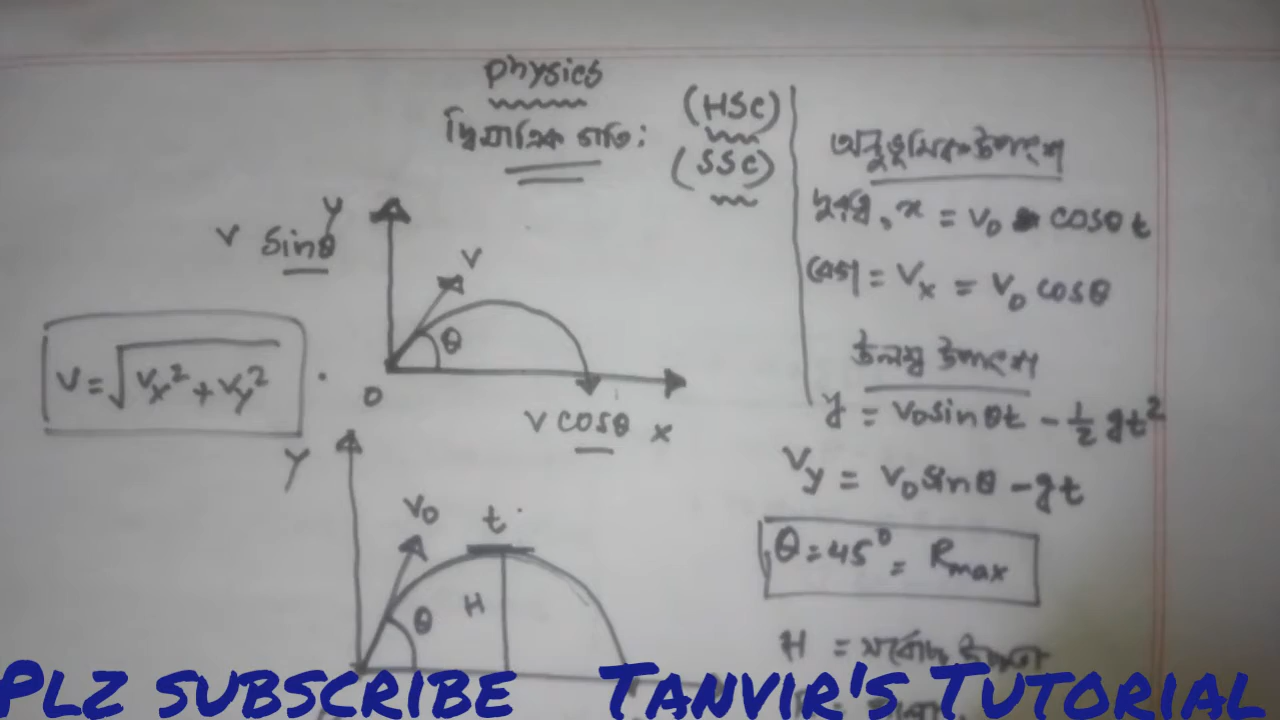 Physics
দ্বিমাত্রিক গতি:
(HSC)
(SSC)
y
v sinθ
v
θ
O
v cosθ x
v = √vx² + vy²
অনুভূমিক উপাংশ
দূরত্ব, x = v₀ cosθ t
বেগ = Vx = V₀ cosθ
উলম্ব উপাংশ
y = v₀sinθt - ½ gt²
Vy = V₀sinθ - gt
θ = 45° = Rmax
H = সর্বোচ্চ উচ্চতা
Y
V₀
t
θ
H
Plz subscribe Tanvir's Tutorial